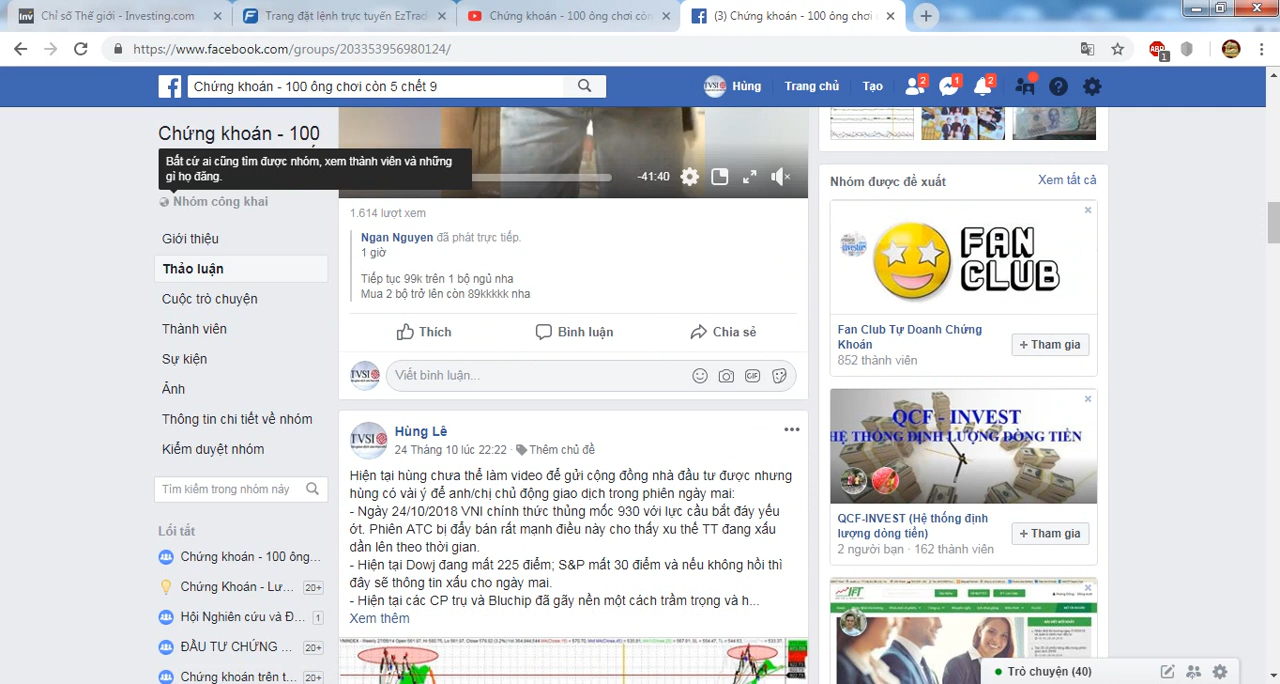 Chỉ số Thế giới - Investing.com
Trang đặt lệnh trực tuyến EzTrad
Chứng khoán - 100 ông chơi còn 5
(3) Chứng khoán - 100 ông chơi c
https://www.facebook.com/groups/203353956980124/
ABP
1
Chứng khoán - 100 ông chơi còn 5 chết 9
TVSI
Hùng
Trang chủ
Tạo
2
1
2
Chứng khoán - 100
Bất cứ ai cũng tìm được nhóm, xem thành viên và những
gì họ đăng.
Nhóm công khai
Giới thiệu
Thảo luận
Cuộc trò chuyện
Thành viên
Sự kiện
Ảnh
Thông tin chi tiết về nhóm
Kiểm duyệt nhóm
Tìm kiếm trong nhóm này
Lối tắt
Chứng khoán - 100 ông...
Chứng Khoán - Lư...
20+
1
ĐẦU TƯ CHỨNG ...
20+
Chứng khoán trên t...
20+
-41:40
1.614 lượt xem
Ngan Nguyen đã phát trực tiếp.
1 giờ
Tiếp tục 99k trên 1 bộ ngủ nha
Mua 2 bộ trở lên còn 89kkkkk nha
Thích
Bình luận
Chia sẻ
TVSI
Viết bình luận...
GIF
TVSI
Hùng Lê
24 Tháng 10 lúc 22:22 · Thêm chủ đề
Hiện tại hùng chưa thể làm video để gửi cộng đồng nhà đầu tư được nhưng
hùng có vài ý để anh/chị chủ động giao dịch trong phiên ngày mai:
- Ngày 24/10/2018 VNI chính thức thủng mốc 930 với lực cầu bắt đáy yếu
ớt. Phiên ATC bị đẩy bán rất mạnh điều này cho thấy xu thế TT đang xấu
dần lên theo thời gian.
- Hiện tại Dowj đang mất 225 điểm; S&P mất 30 điểm và nếu không hồi thì
đây sẽ thông tin xấu cho ngày mai.
- Hiện tại các CP trụ và Bluchip đã gãy nền một cách trầm trọng và h...
Xem thêm
Nhóm được đề xuất
Xem tất cả
FAN
CLUB
Fan Club Tự Doanh Chứng
Khoán
852 thành viên
+ Tham gia
QCF - INVEST
HỆ THỐNG ĐỊNH LƯỢNG DÒNG TIỀN
QCF-INVEST (Hệ thống định
lượng dòng tiền)
2 người bạn · 162 thành viên
+ Tham gia
IFT
Trò chuyện (40)